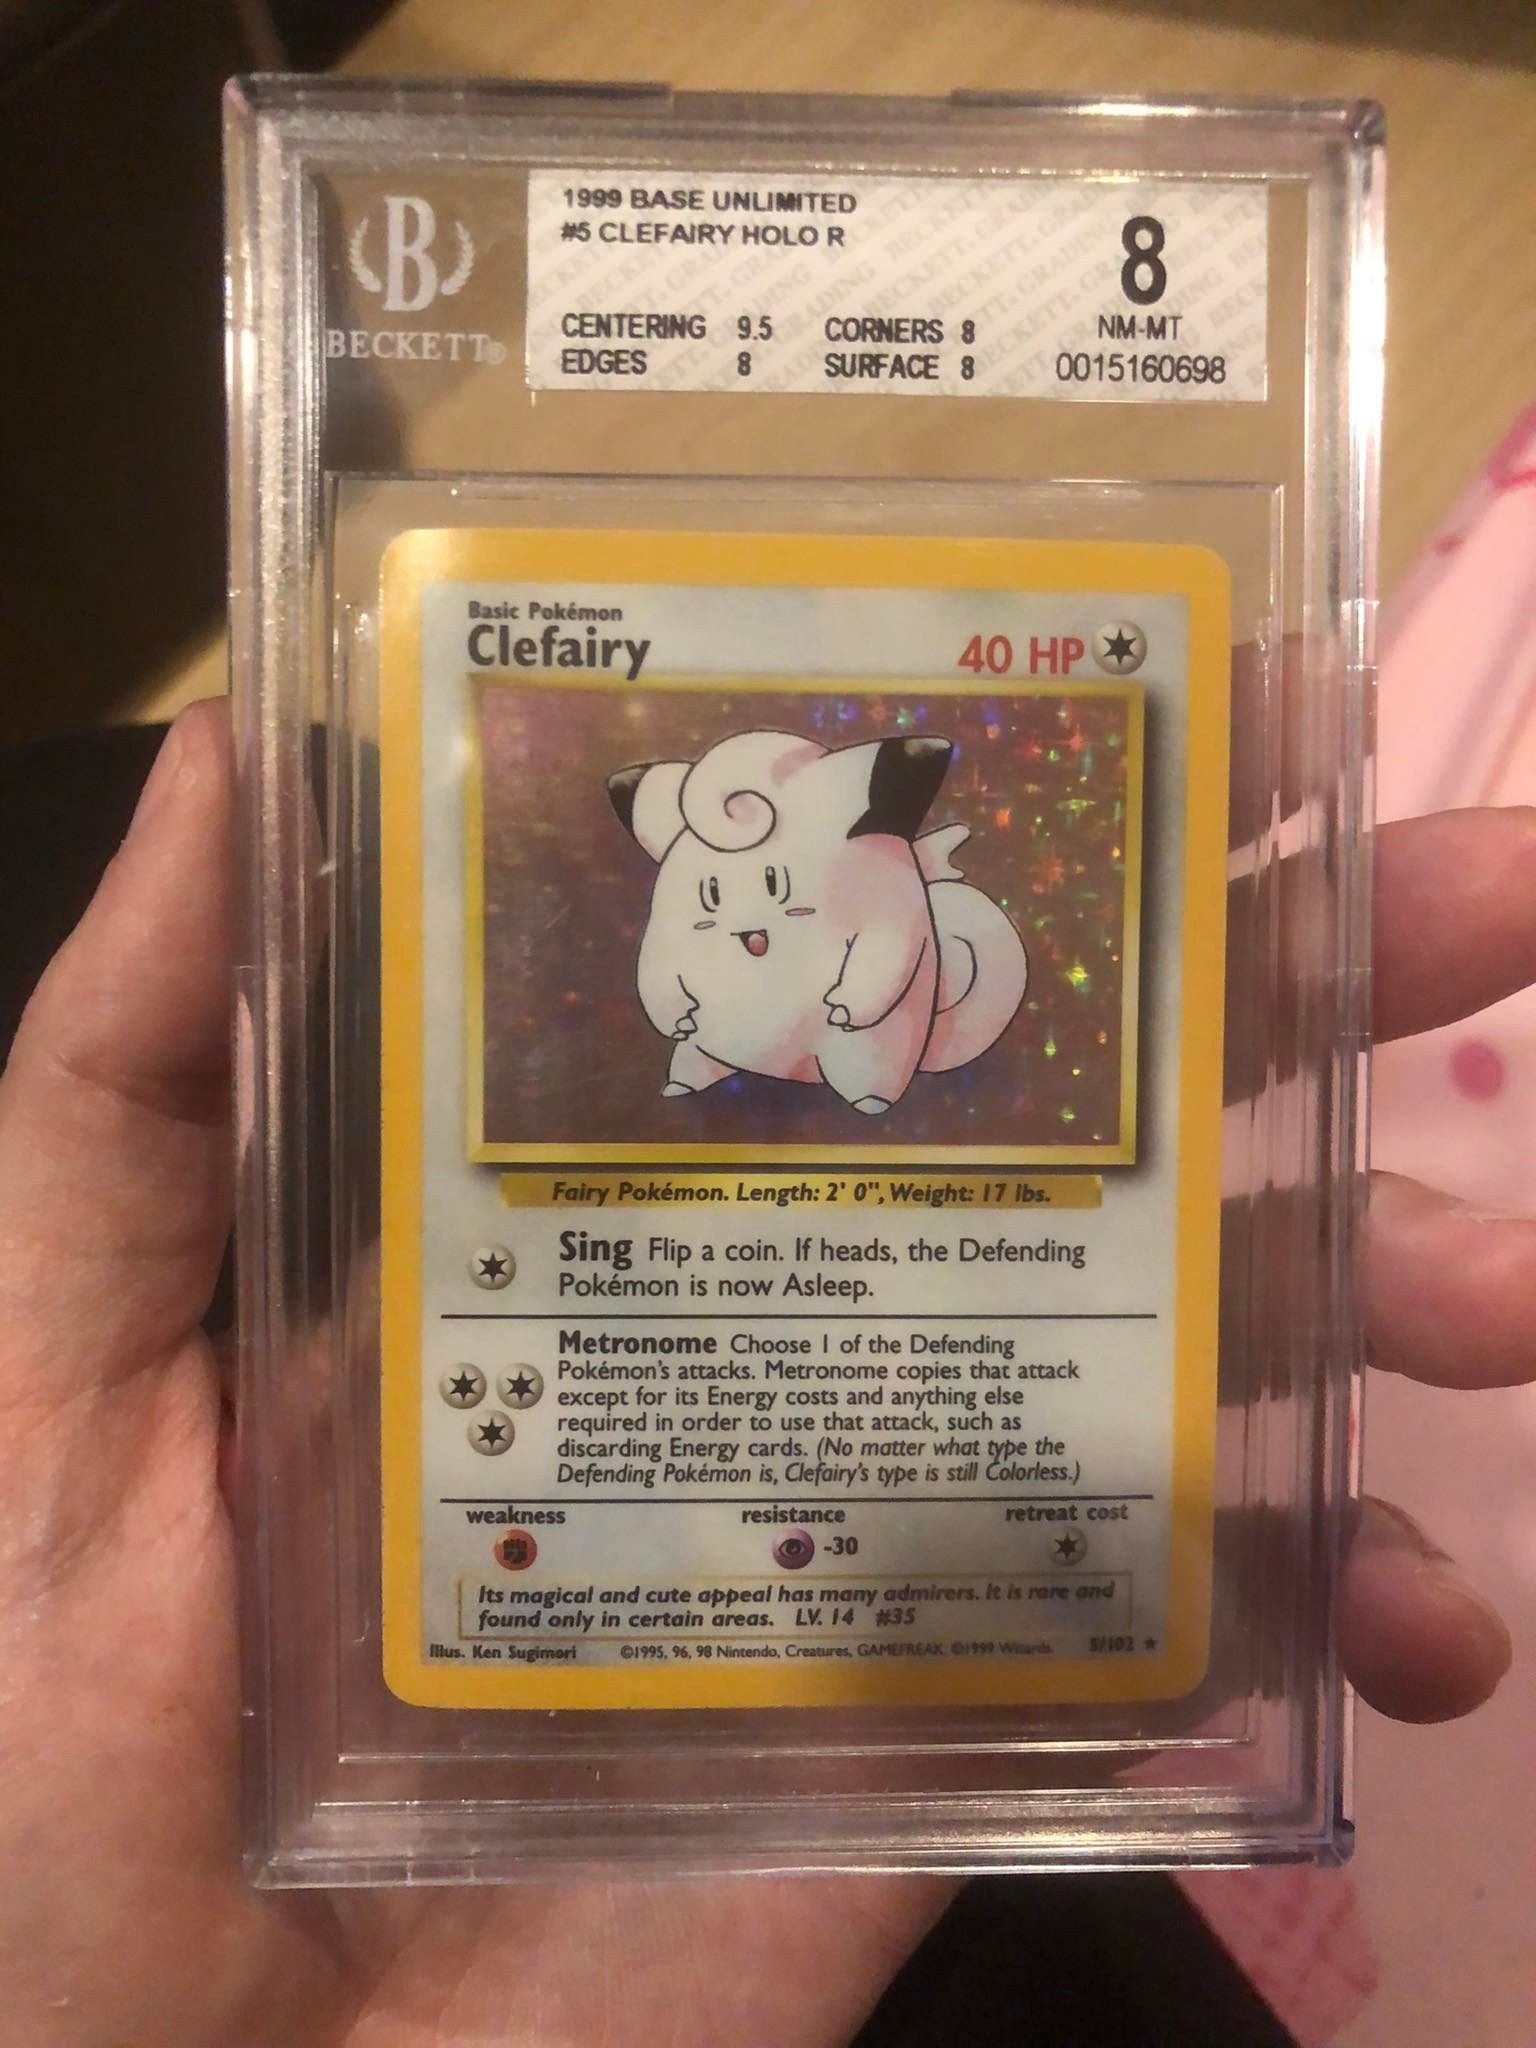 B
BECKETT®
1999 BASE UNLIMITED
#5 CLEFAIRY HOLO R
8
CENTERING 9.5 CORNERS 8 NM-MT
EDGES 8 SURFACE 8 0015160698
Basic Pokémon
Clefairy 40 HP
Fairy Pokémon. Length: 2' 0", Weight: 17 lbs.
Sing Flip a coin. If heads, the Defending
Pokémon is now Asleep.
Metronome Choose 1 of the Defending
Pokémon's attacks. Metronome copies that attack
except for its Energy costs and anything else
required in order to use that attack, such as
discarding Energy cards. (No matter what type the
Defending Pokémon is, Clefairy's type is still Colorless.)
weakness resistance retreat cost
-30
Its magical and cute appeal has many admirers. It is rare and
found only in certain areas. LV. 14 #35
Illus. Ken Sugimori ©1995, 96, 98 Nintendo, Creatures, GAMEFREAK. ©1999 Wizards. 5/102 ★